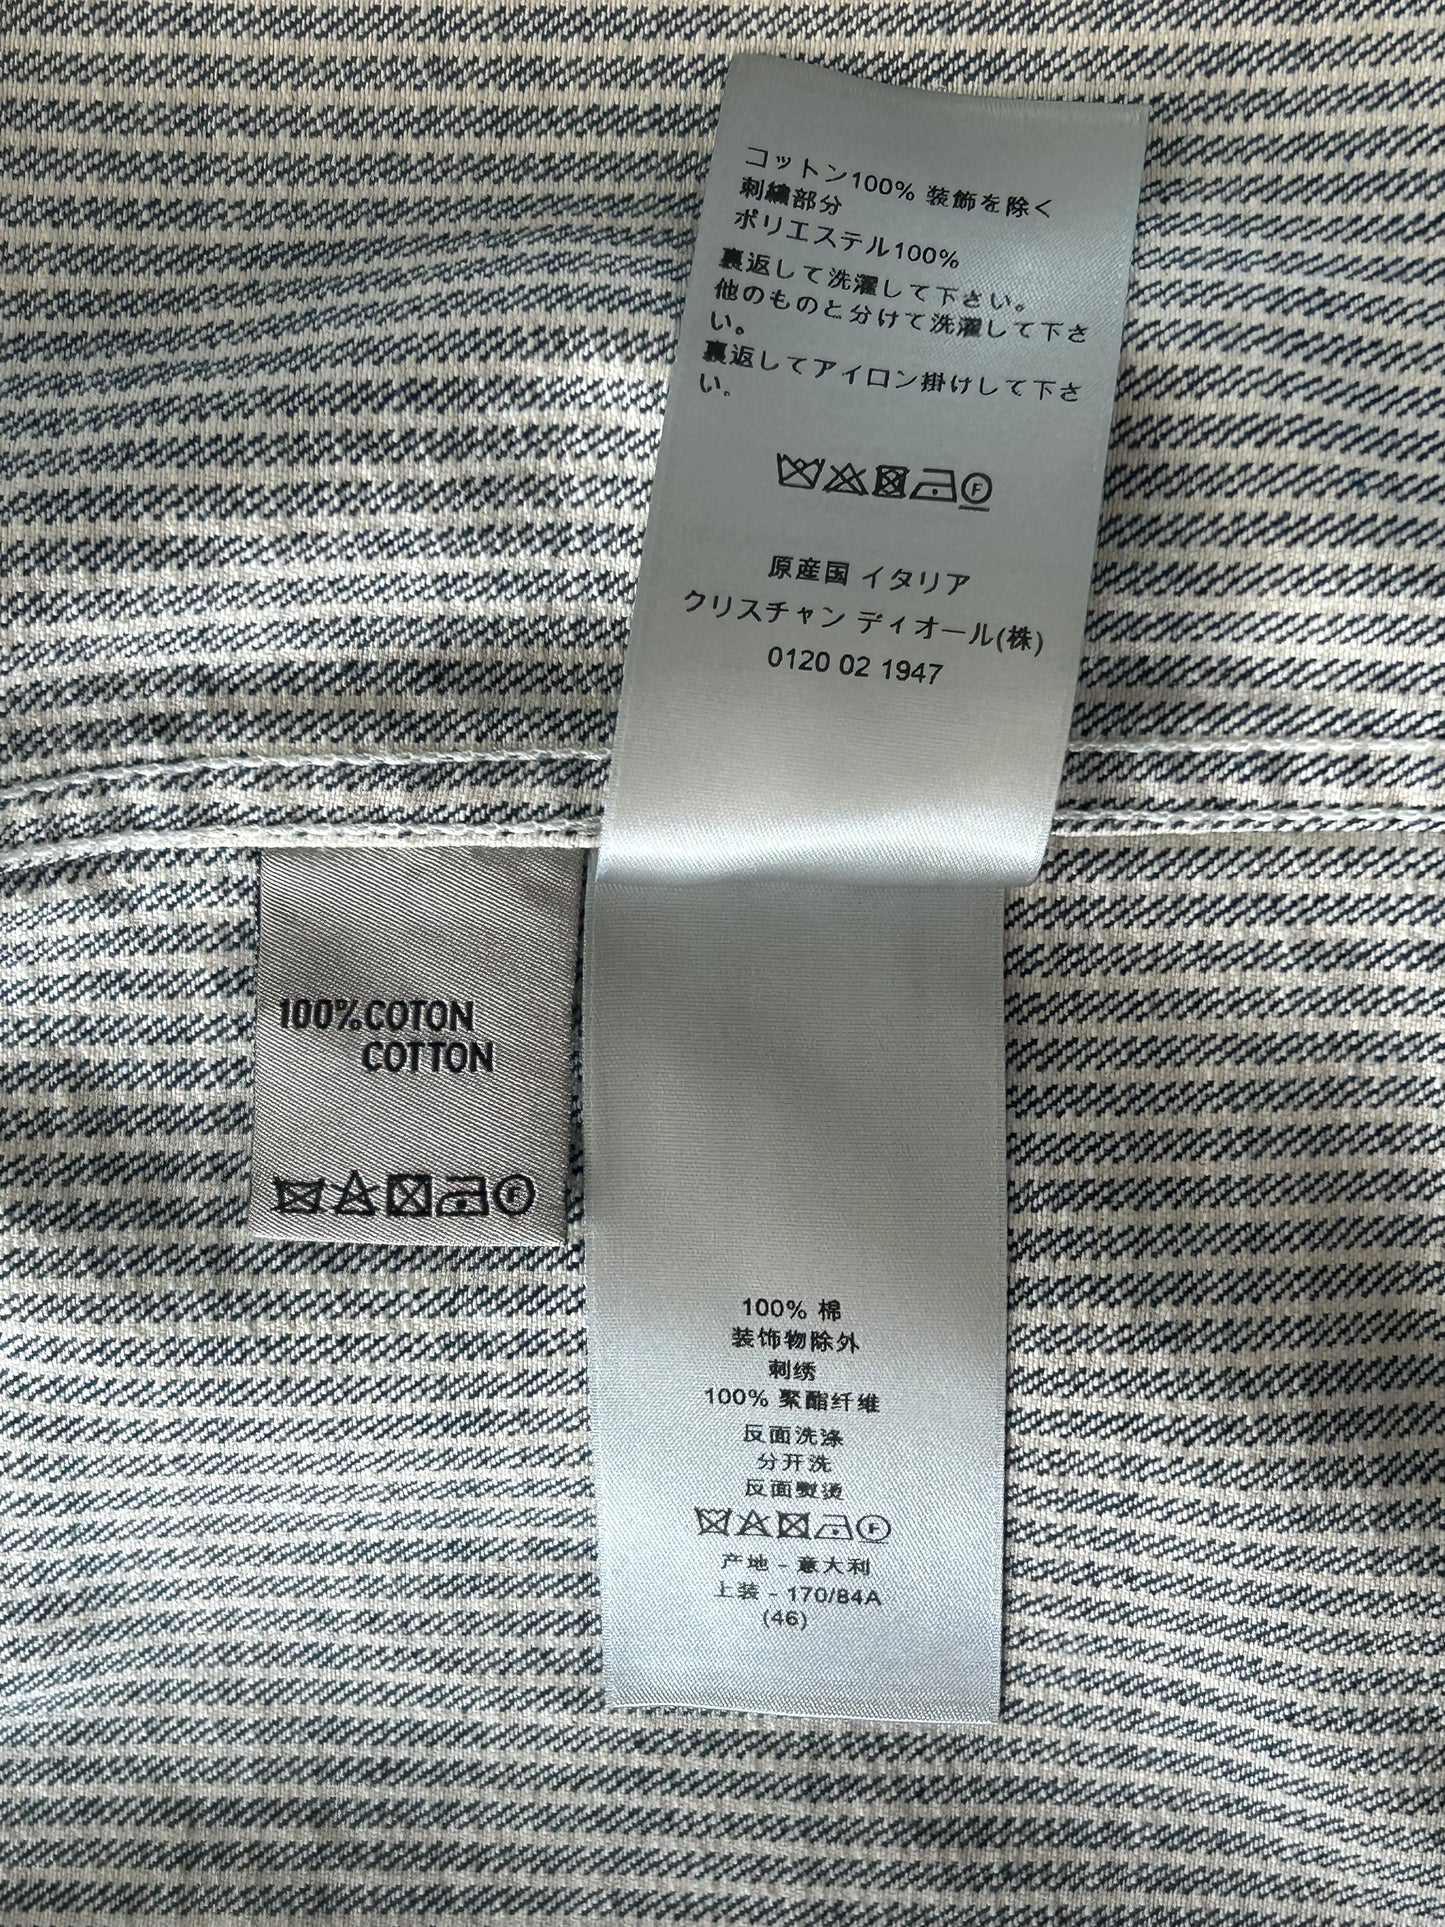 コットン100% 装飾を除く
刺繍部分
ポリエステル100%
裏返して洗濯して下さい。
他のものと分けて洗濯して下さ
い。
裏返してアイロン掛けして下さ
い。
F
原産国 イタリア
クリスチャン ディオール(株)
0120 02 1947
100%COTON
COTTON
F
100% 棉
装饰物除外
刺绣
100% 聚酯纤维
反面洗涤
分开洗
反面熨烫
F
产地 - 意大利
上装 - 170/84A
(46)